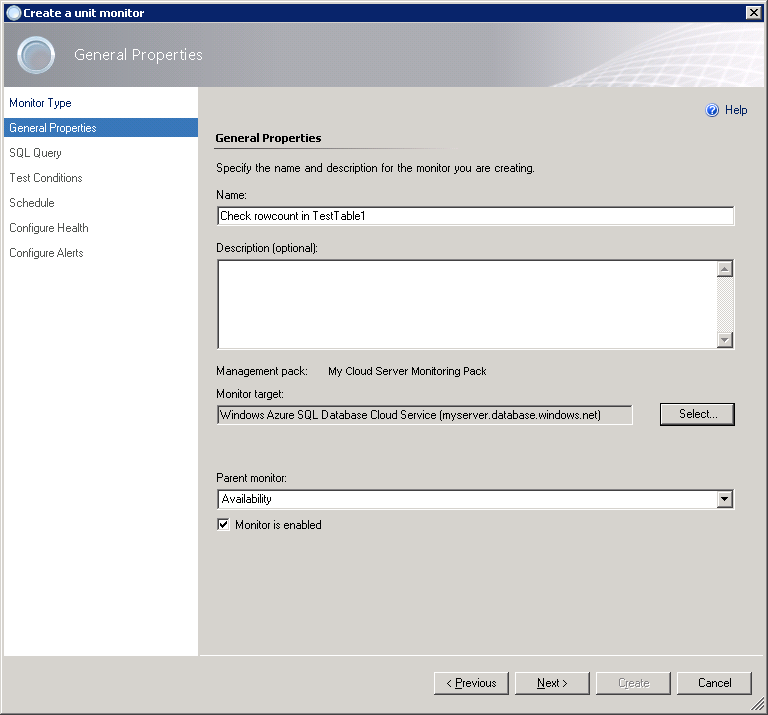 Create a unit monitor
General Properties
Monitor Type
General Properties
SQL Query
Test Conditions
Schedule
Configure Health
Configure Alerts
Help
General Properties
Specify the name and description for the monitor you are creating.
Name:
Check rowcount in TestTable1
Description (optional):
Management pack: My Cloud Server Monitoring Pack
Monitor target:
Windows Azure SQL Database Cloud Service (myserver.database.windows.net)
Select...
Parent monitor:
Availability
Monitor is enabled
< Previous Next > Create Cancel